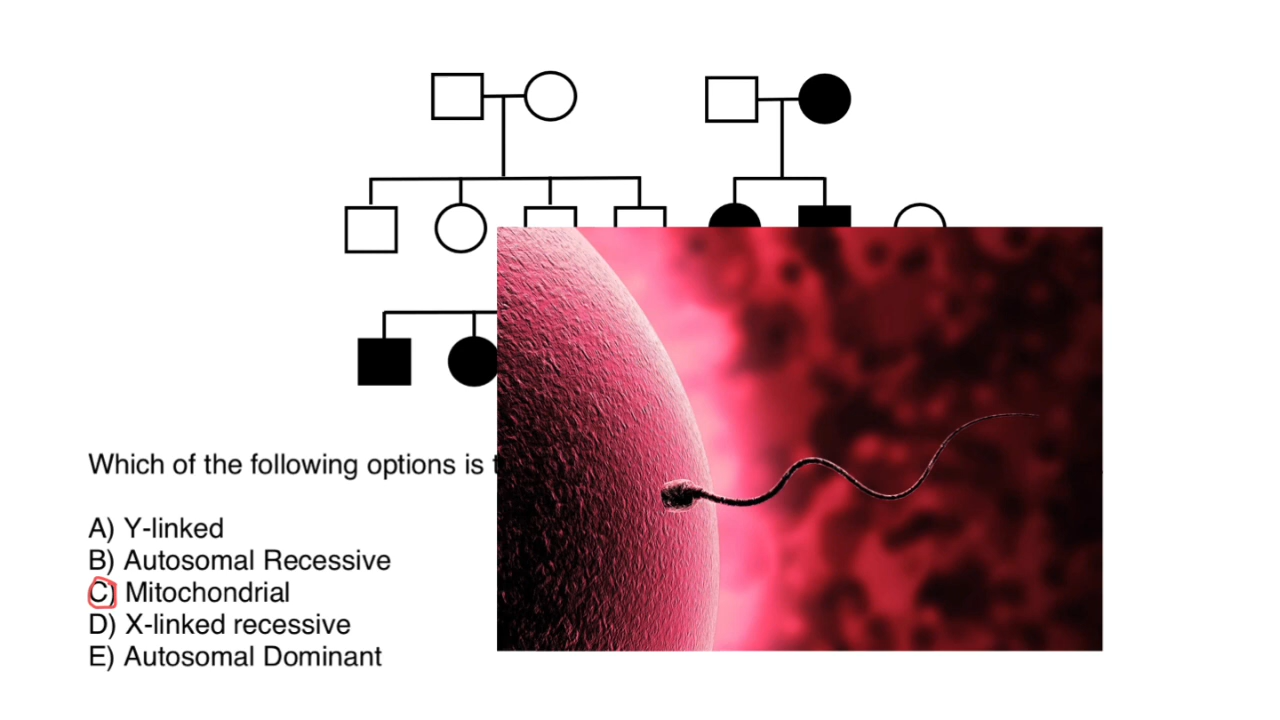 Which of the following options is
A) Y-linked
B) Autosomal Recessive
C) Mitochondrial
D) X-linked recessive
E) Autosomal Dominant